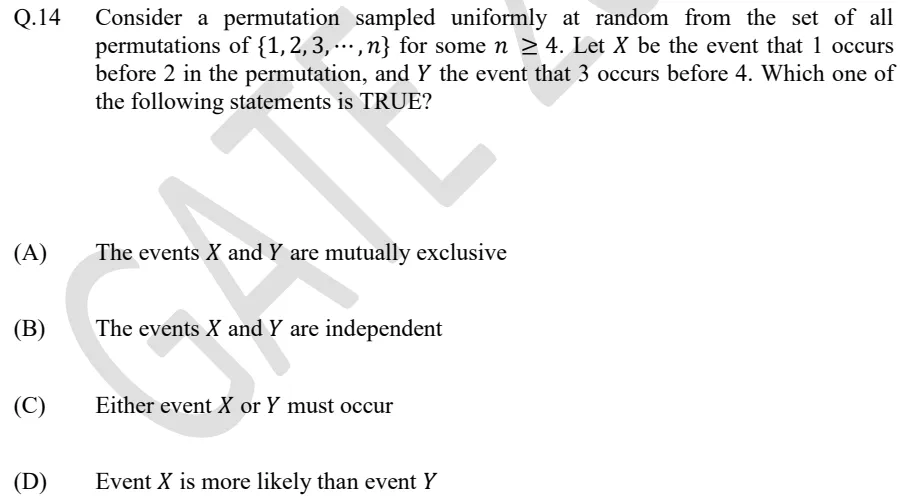 Q.14 Consider a permutation sampled uniformly at random from the set of all
permutations of {1, 2, 3, ⋯, n} for some n ≥ 4. Let X be the event that 1 occurs
before 2 in the permutation, and Y the event that 3 occurs before 4. Which one of
the following statements is TRUE?
(A) The events X and Y are mutually exclusive
(B) The events X and Y are independent
(C) Either event X or Y must occur
(D) Event X is more likely than event Y
GATE 20